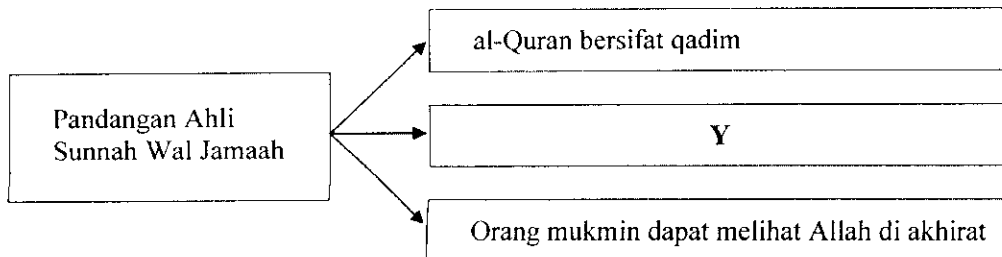 al-Quran bersifat qadim
Pandangan Ahli
Sunnah Wal Jamaah
Y
Orang mukmin dapat melihat Allah di akhirat